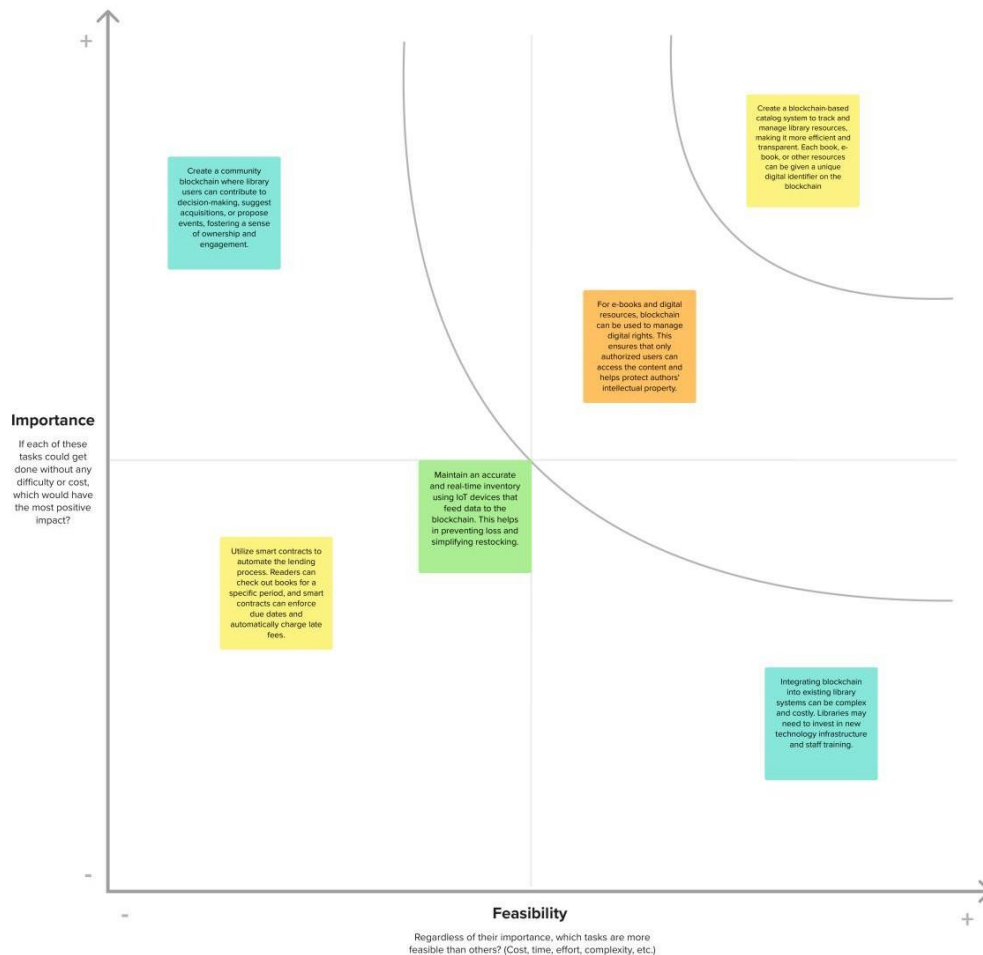 +
Create a blockchain-based
catalog system to track and
manage library resources,
making it more efficient and
transparent. Each book, e-
book, or other resources
can be given a unique
digital identifier on the
blockchain
Create a community
blockchain where library
users can contribute to
decision-making, suggest
acquisitions, or propose
events, fostering a sense
of ownership and
engagement.
For e-books and digital
resources, blockchain
can be used to manage
digital rights. This
ensures that only
authorized users can
access the content and
helps protect authors'
intellectual property.
Importance
If each of these
tasks could get
done without any
difficulty or cost,
which would have
the most positive
impact?
Maintain an accurate
and real-time inventory
using IoT devices that
feed data to the
blockchain. This helps
in preventing loss and
simplifying restocking.
Utilize smart contracts to
automate the lending
process. Readers can
check out books for a
specific period, and smart
contracts can enforce
due dates and
automatically charge late
fees.
Integrating blockchain
into existing library
systems can be complex
and costly. Libraries may
need to invest in new
technology infrastructure
and staff training.
-
-
Feasibility
+
Regardless of their importance, which tasks are more
feasible than others? (Cost, time, effort, complexity, etc.)